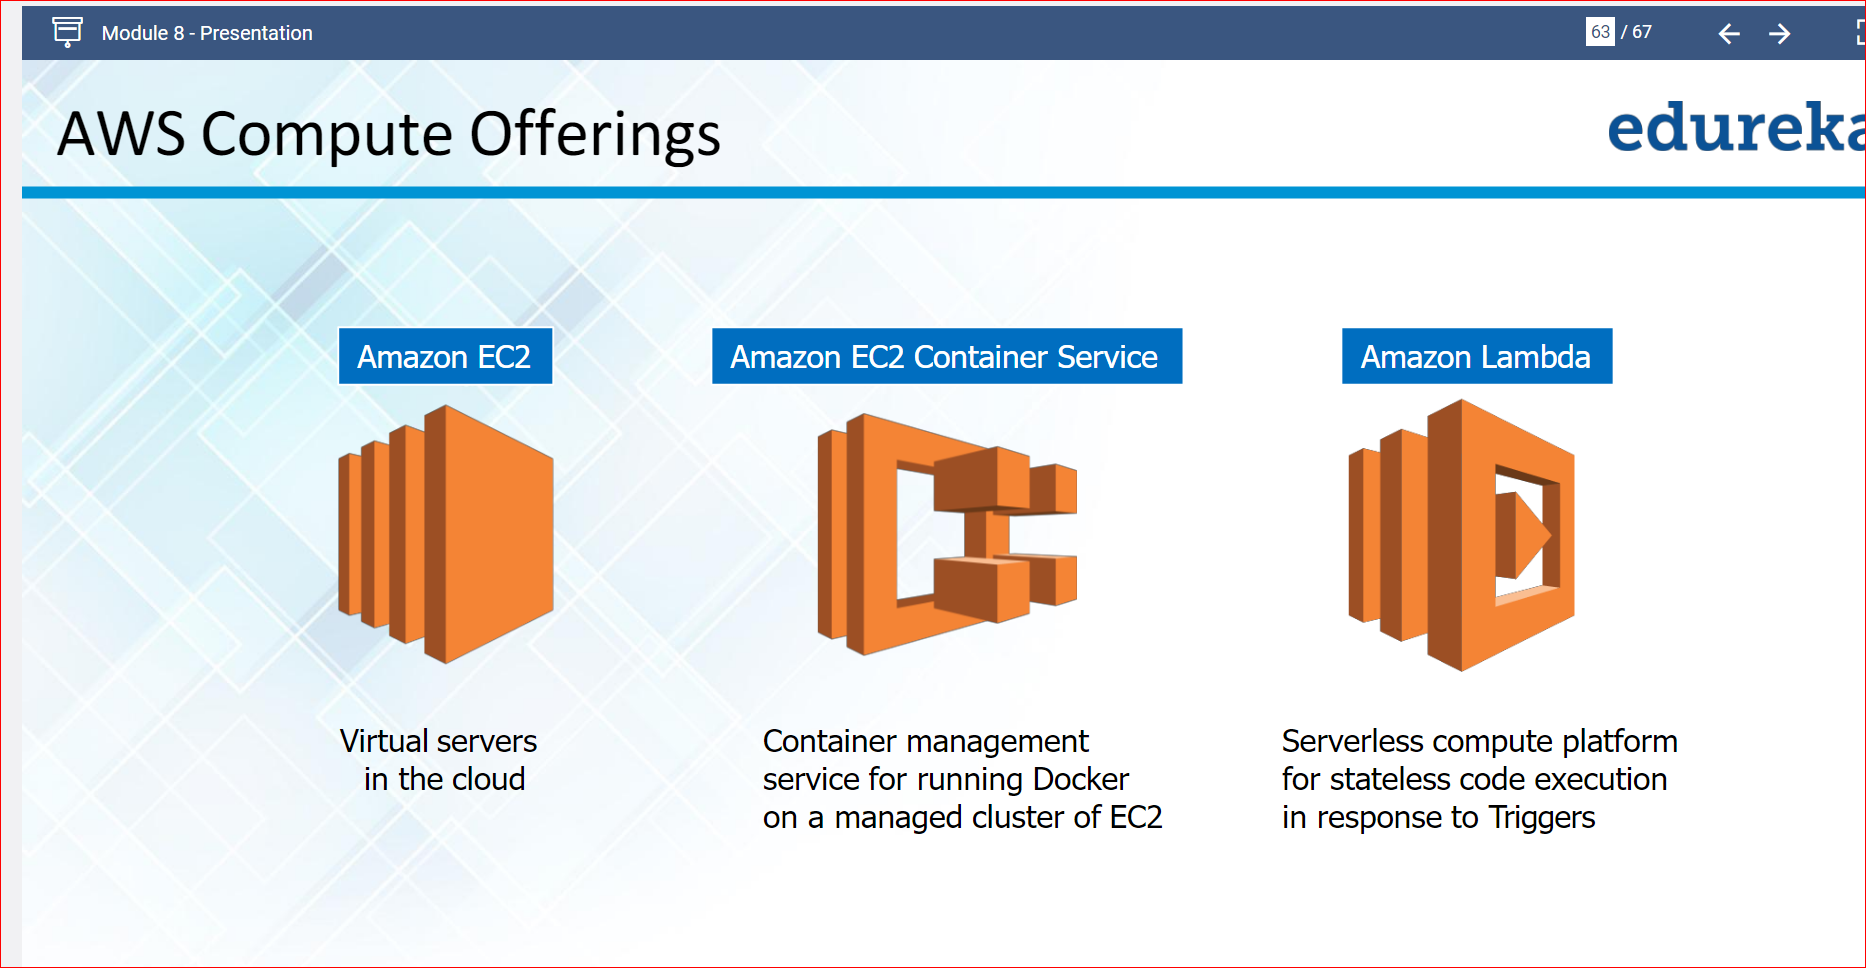 Module 8 - Presentation
63 / 67
AWS Compute Offerings
edureka
Amazon EC2
Amazon EC2 Container Service
Amazon Lambda
Virtual servers
in the cloud
Container management
service for running Docker
on a managed cluster of EC2
Serverless compute platform
for stateless code execution
in response to Triggers